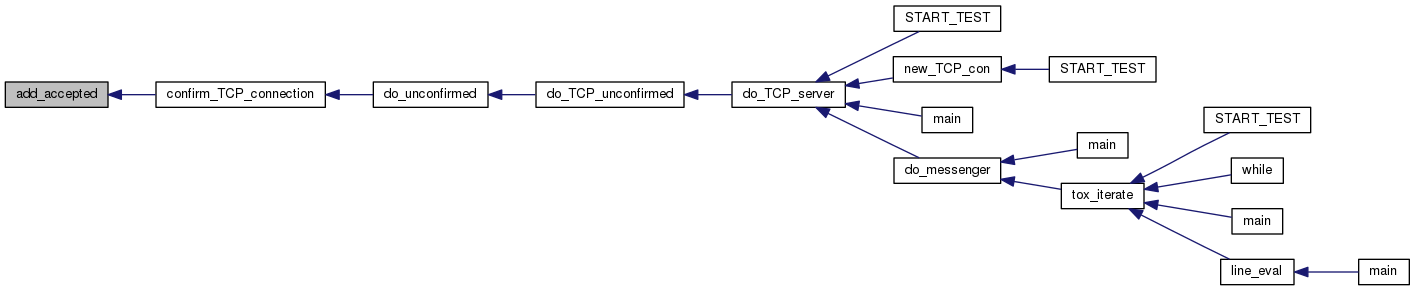 START_TEST
new_TCP_con
START_TEST
add_accepted
confirm_TCP_connection
do_unconfirmed
do_TCP_unconfirmed
do_TCP_server
main
START_TEST
main
do_messenger
while
tox_iterate
main
line_eval
main